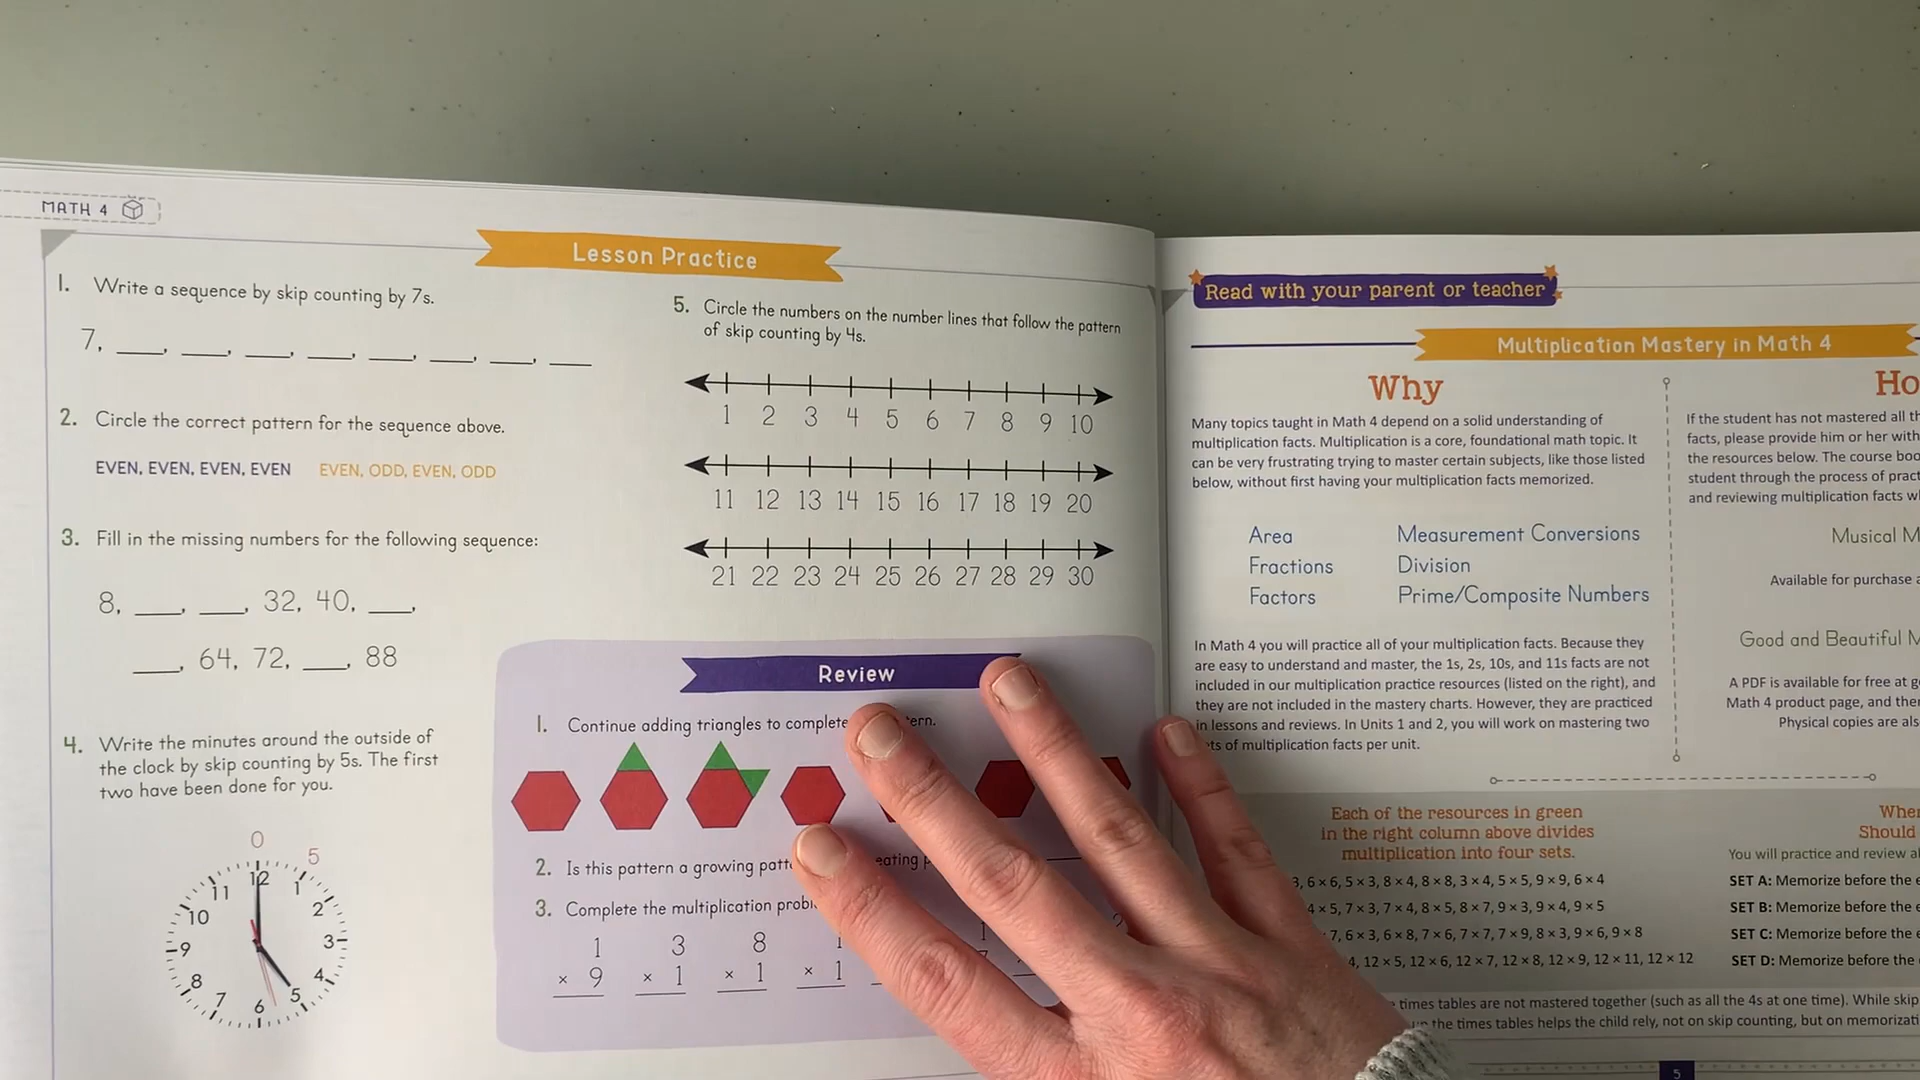 MATH 4
Lesson Practice
1. Write a sequence by skip counting by 7s.
7, ___, ___, ___, ___, ___, ___, ___, ___
2. Circle the correct pattern for the sequence above.
EVEN, EVEN, EVEN, EVEN EVEN, ODD, EVEN, ODD
3. Fill in the missing numbers for the following sequence:
8, ___, ___, 32, 40, ___,
___, 64, 72, ___, 88
4. Write the minutes around the outside of
the clock by skip counting by 5s. The first
two have been done for you.
0
5
12
1
2
3
4
5
6
7
8
9
10
11
5. Circle the numbers on the number lines that follow the pattern
of skip counting by 4s.
1 2 3 4 5 6 7 8 9 10
11 12 13 14 15 16 17 18 19 20
21 22 23 24 25 26 27 28 29 30
Review
1. Continue adding triangles to complete
2. Is this pattern a growing
3. Complete the multiplication
1 3 8 1 1
× 9 × 1 × 1 × 1
Read with your parent or teacher
Multiplication Mastery in Math 4
Why
Many topics taught in Math 4 depend on a solid understanding of
multiplication facts. Multiplication is a core, foundational math topic. It
can be very frustrating trying to master certain subjects, like those listed
below, without first having your multiplication facts memorized.
Area Measurement Conversions
Fractions Division
Factors Prime/Composite Numbers
In Math 4 you will practice all of your multiplication facts. Because they
are easy to understand and master, the 1s, 2s, 10s, and 11s facts are not
included in our multiplication practice resources (listed on the right), and
they are not included in the mastery charts. However, they are practiced
in lessons and reviews. In Units 1 and 2, you will work on mastering two
of multiplication facts per unit.
If the student has not mastered all
facts, please provide him or her with
the resources below. The course
student through the process of
and reviewing multiplication facts
Musical
Available for purchase
Good and Beautiful
A PDF is available for free at
Math 4 product page, and
Physical copies are
Each of the resources in green
in the right column above divides
multiplication into four sets.
6 × 6, 5 × 3, 8 × 4, 8 × 8, 3 × 4, 5 × 5, 9 × 9, 6 × 4
4 × 5, 7 × 3, 7 × 4, 8 × 5, 8 × 7, 9 × 3, 9 × 4, 9 × 5
6 × 3, 6 × 8, 7 × 6, 7 × 7, 7 × 9, 8 × 3, 9 × 6, 9 × 8
12 × 5, 12 × 6, 12 × 7, 12 × 8, 12 × 9, 12 × 11, 12 × 12
Should
You will practice and review
SET A: Memorize before the
SET B: Memorize before the
SET C: Memorize before the
SET D: Memorize before the
times tables are not mastered together (such as all the 4s at one time). While skip
the times tables helps the child rely, not on skip counting, but on
5